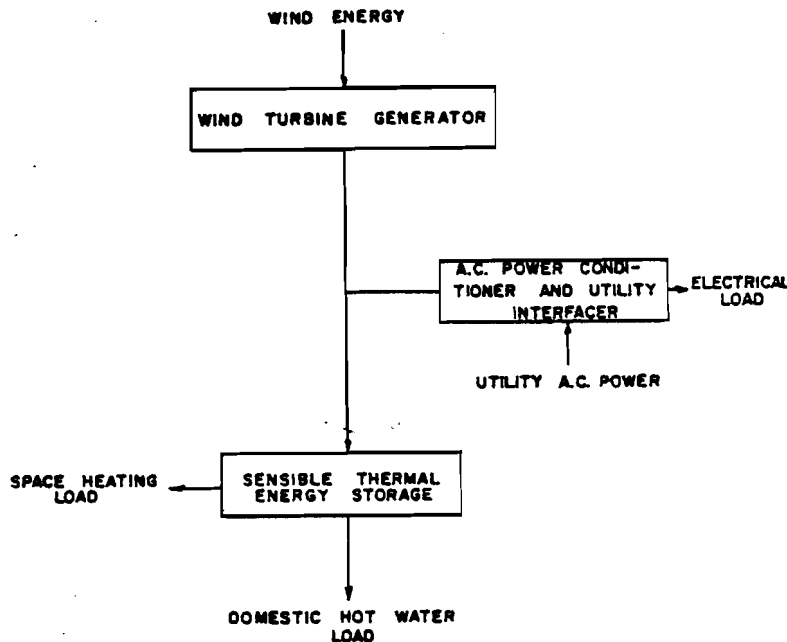 WIND ENERGY
WIND TURBINE GENERATOR
A.C. POWER CONDI-
TIONER AND UTILITY
INTERFACER
ELECTRICAL
LOAD
UTILITY A.C. POWER
SPACE HEATING
LOAD
SENSIBLE THERMAL
ENERGY STORAGE
DOMESTIC HOT WATER
LOAD